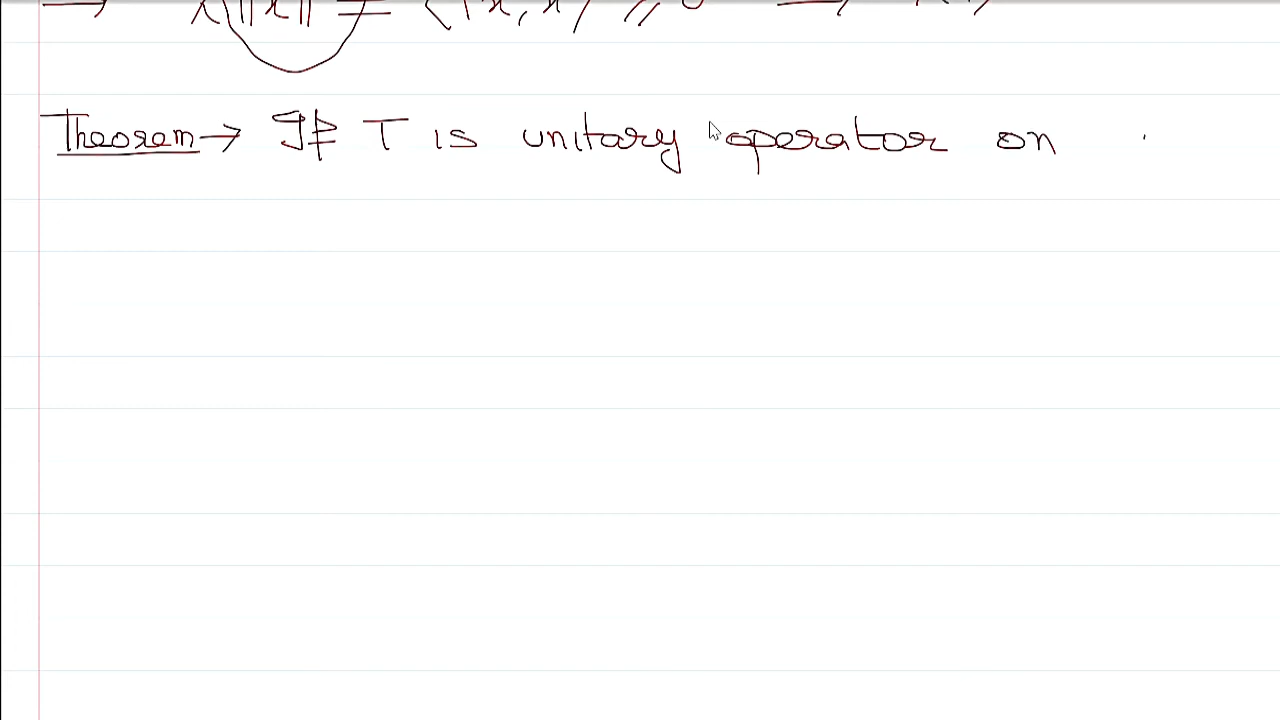 Theorem → If T is unitary operator on